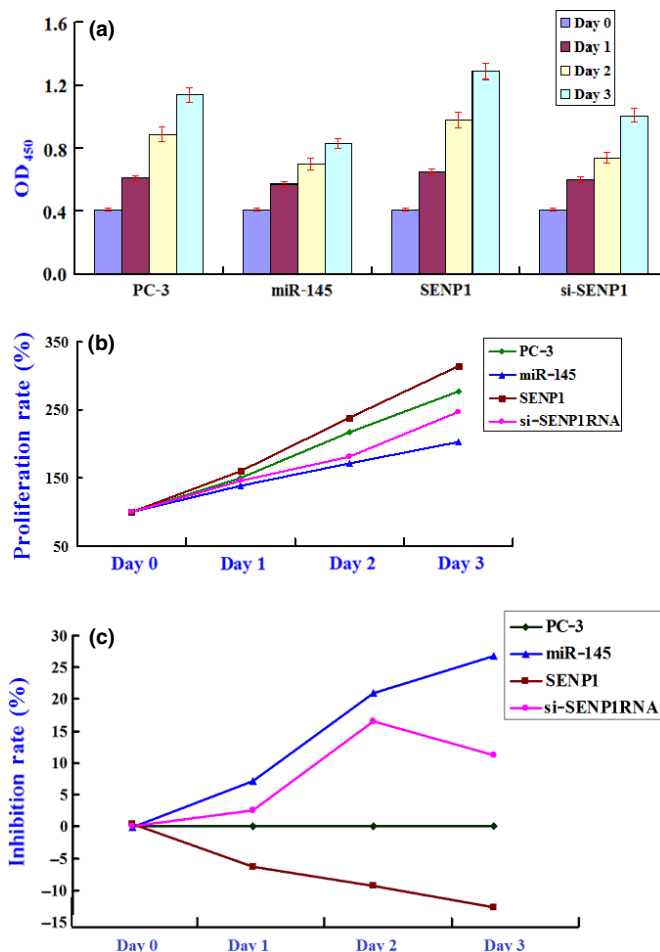 (a)
1.6
1.2
0.8
0.4
0.0
OD450
Day 0
Day 1
Day 2
Day 3
PC-3 miR-145 SENP1 si-SENP1
(b)
350
250
150
50
Proliferation rate (%)
PC-3
miR-145
SENP1
si-SENP1RNA
Day 0 Day 1 Day 2 Day 3
(c)
30
25
20
15
10
5
0
−5
−10
−15
Inhibition rate (%)
PC-3
miR-145
SENP1
si-SENP1RNA
Day 0 Day 1 Day 2 Day 3